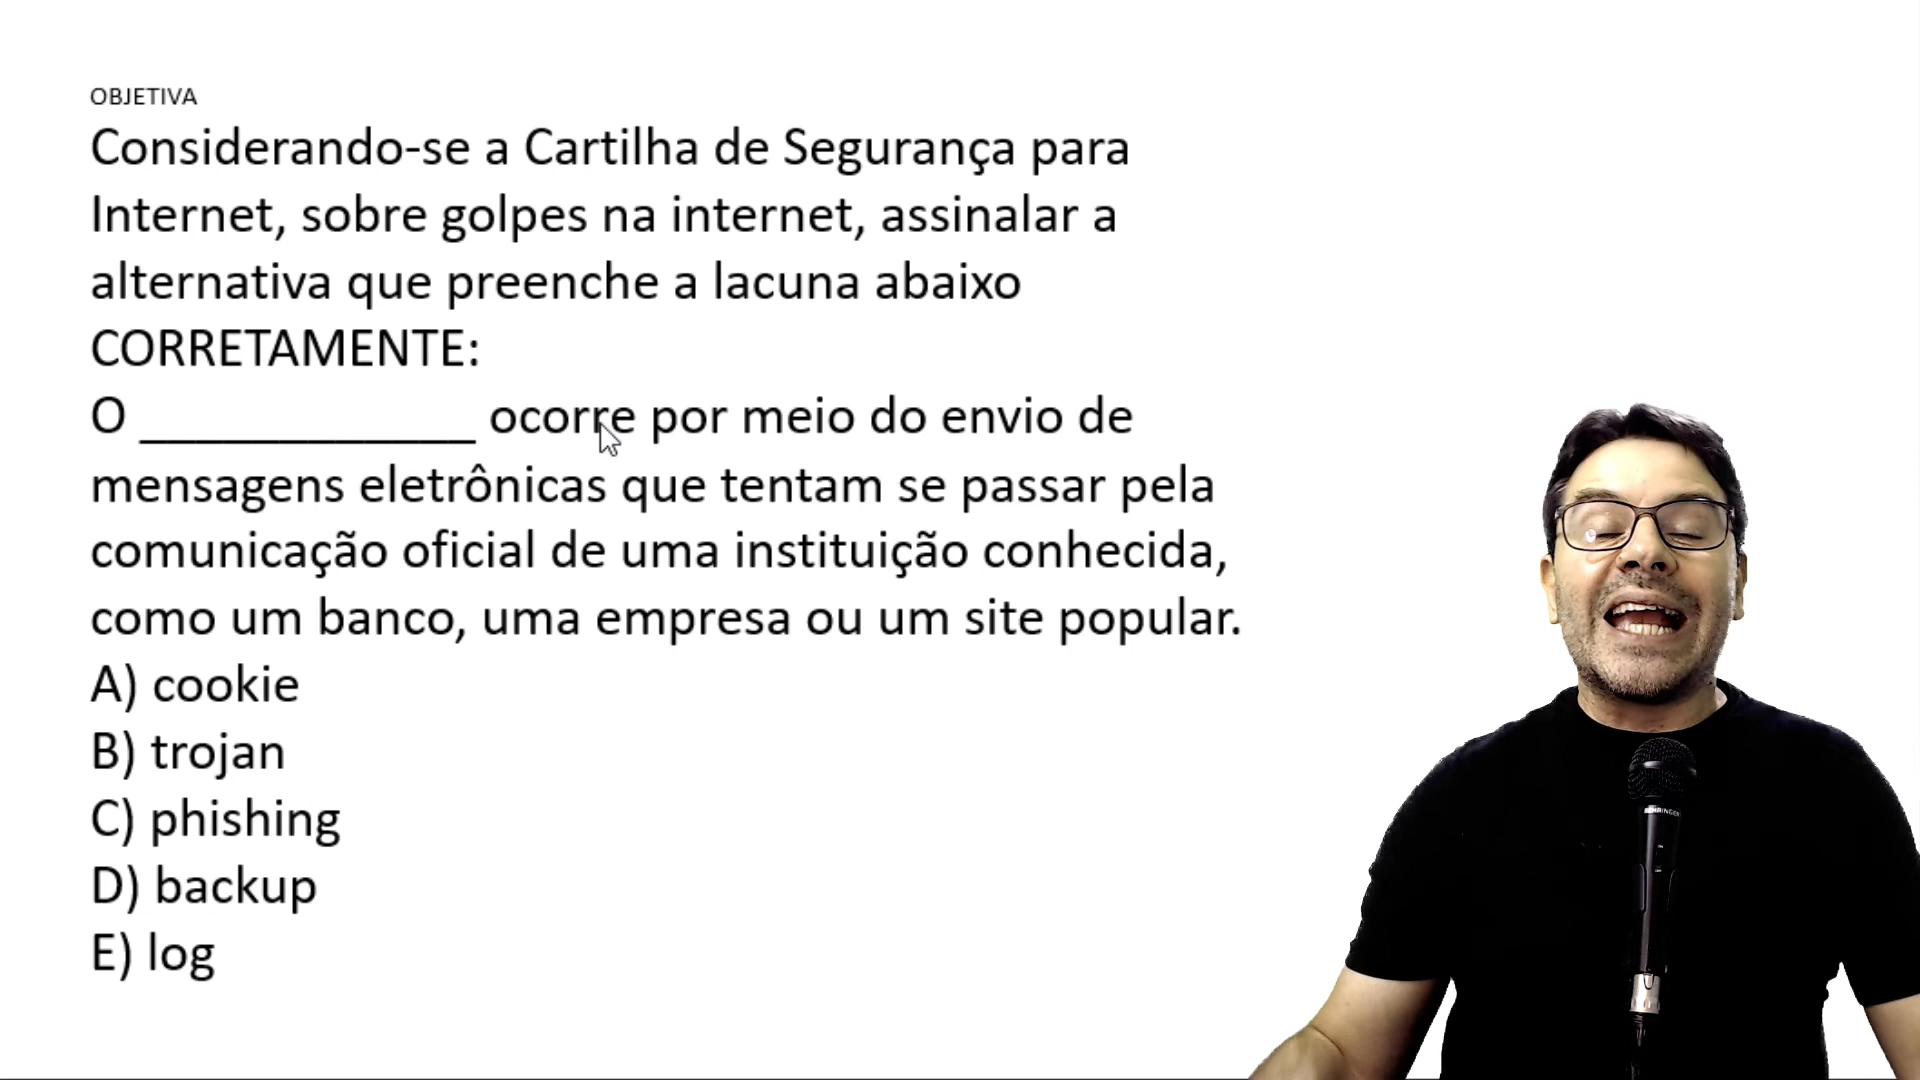 OBJETIVA
Considerando-se a Cartilha de Segurança para
Internet, sobre golpes na internet, assinalar a
alternativa que preenche a lacuna abaixo
CORRETAMENTE:
O _____________ ocorre por meio do envio de
mensagens eletrônicas que tentam se passar pela
comunicação oficial de uma instituição conhecida,
como um banco, uma empresa ou um site popular.
A) cookie
B) trojan
C) phishing
D) backup
E) log
BEHRINGER